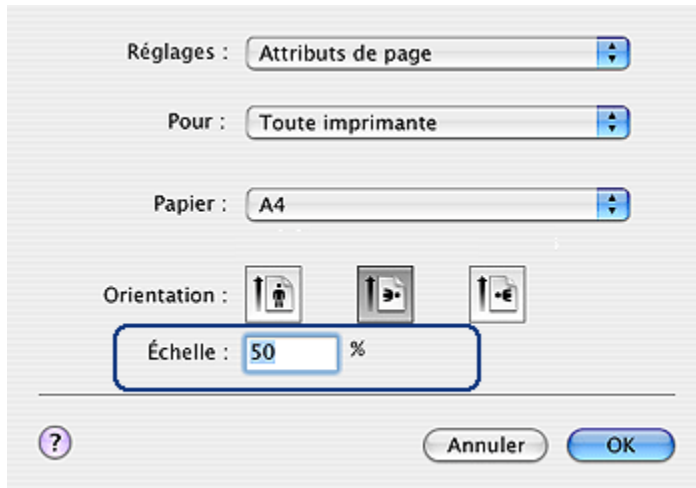 Réglages : Attributs de page
Pour : Toute imprimante
Papier : A4
Orientation :
Échelle : 50 %
? Annuler OK